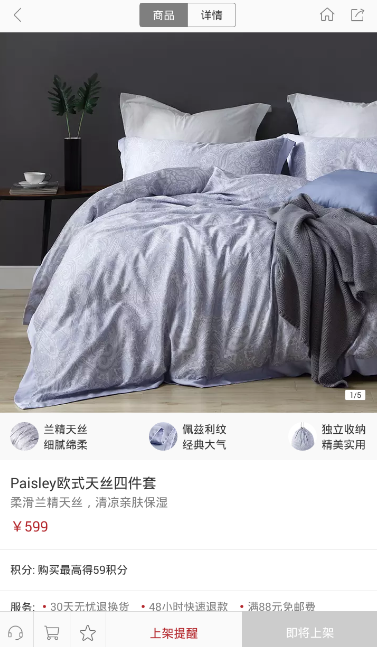 商品 详情
1/5
兰精天丝 佩兹利纹 独立收纳
细腻绵柔 经典大气 精美实用
Paisley欧式天丝四件套
柔滑兰精天丝，清凉亲肤保湿
￥599
积分: 购买最高得59积分
服务: • 30天无忧退换货 • 48小时快速退款 • 满88元免邮费
上架提醒 即将上架